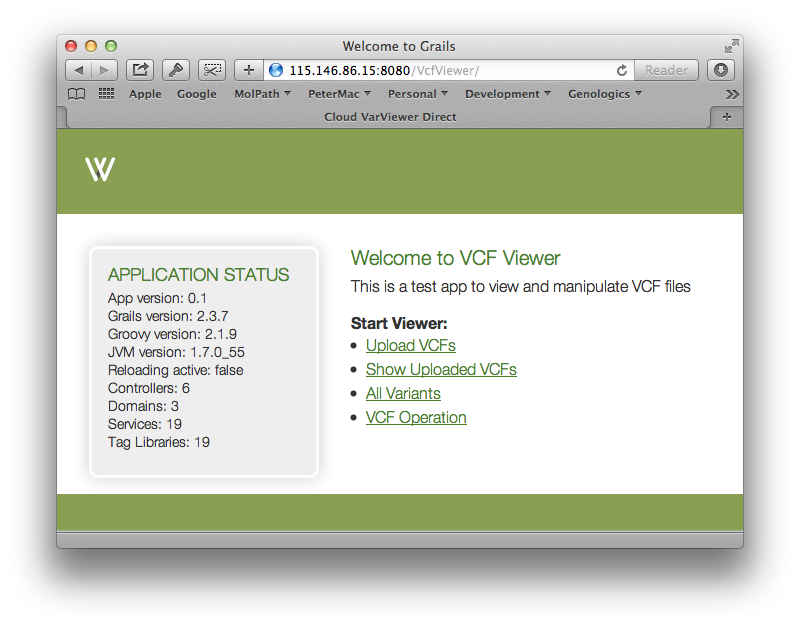 Welcome to Grails
115.146.86.15:8080/VcfViewer/
Reader
Apple Google MolPath PeterMac Personal Development Genologics
Cloud VarViewer Direct
APPLICATION STATUS
App version: 0.1
Grails version: 2.3.7
Groovy version: 2.1.9
JVM version: 1.7.0_55
Reloading active: false
Controllers: 6
Domains: 3
Services: 19
Tag Libraries: 19
Welcome to VCF Viewer
This is a test app to view and manipulate VCF files
Start Viewer:
Upload VCFs
Show Uploaded VCFs
All Variants
VCF Operation